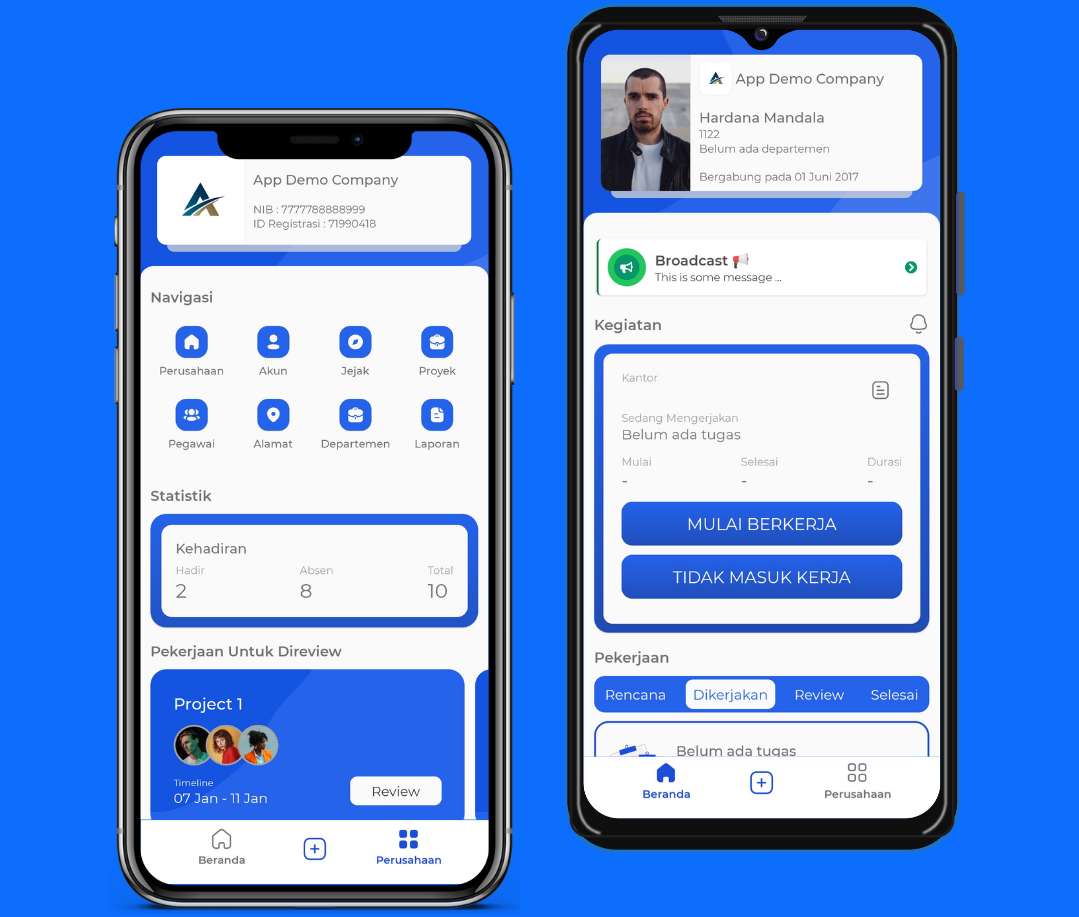 App Demo Company
NIB : 7777788888999
ID Registrasi : 71990418
Navigasi
Perusahaan Akun Jejak Proyek
Pegawai Alamat Departemen Laporan
Statistik
Kehadiran
Hadir Absen Total
2 8 10
Pekerjaan Untuk Direview
Project 1
Timeline
07 Jan - 11 Jan
Review
Beranda Perusahaan
App Demo Company
Hardana Mandala
1122
Belum ada departemen
Bergabung pada 01 Juni 2017
Broadcast
This is some message ...
Kegiatan
Kantor
Sedang Mengerjakan
Belum ada tugas
Mulai Selesai Durasi
- - -
MULAI BERKERJA
TIDAK MASUK KERJA
Pekerjaan
Rencana Dikerjakan Review Selesai
Belum ada tugas
Beranda Perusahaan